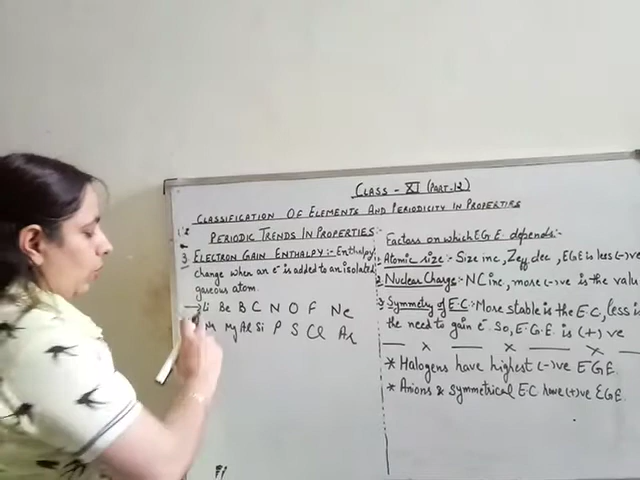 CLASS - XI (PART-12)
CLASSIFICATION OF ELEMENTS AND PERIODICITY IN PROPERTIES
PERIODIC TRENDS IN PROPERTIES:-
3. ELECTRON GAIN ENTHALPY:- Enthalpy
change when an e⁻ is added to an isolated
gaseous atom.
Li Be B C N O F Ne
Mg Al Si P S Cl Ar
Factors on which EGE depends:-
1. Atomic size:- Size inc, Zeff dec, EGE is less (-)ve
2. Nuclear Charge:- NC inc, more (-)ve is the valu
3. Symmetry of E.C:- More stable is the E.C, less is
the need to gain e⁻. So, E.G.E. is (+)ve
* Halogens have highest (-)ve EGE.
* Anions & symmetrical E.C have (+)ve EGE.